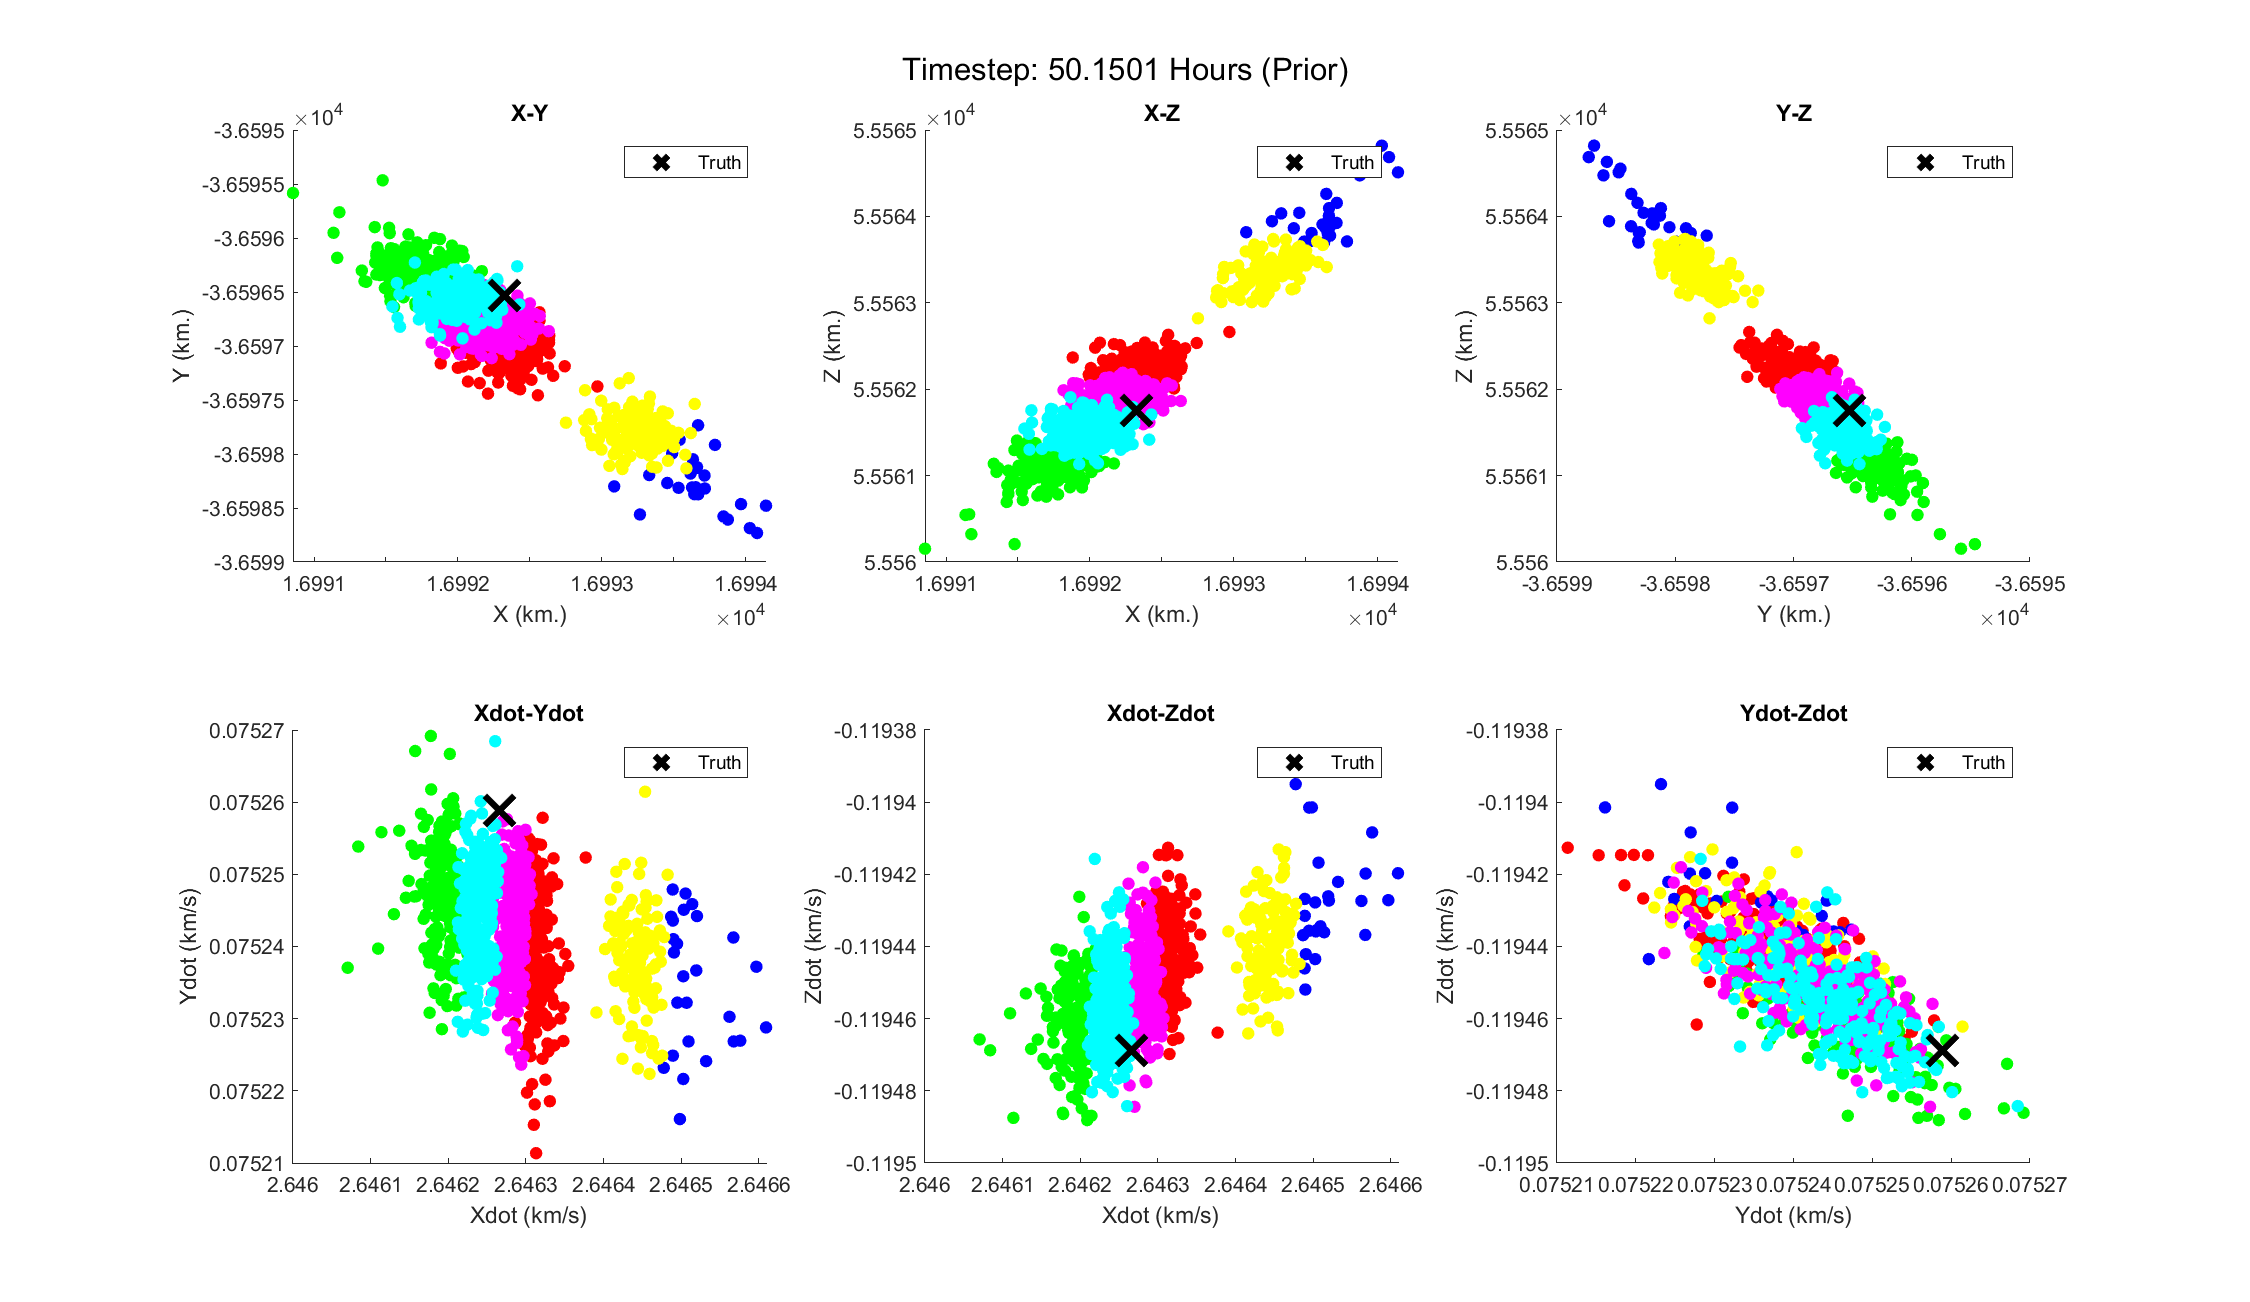 Timestep: 50.1501 Hours (Prior)
X-Y
×10^4
-3.6595
-3.65955
-3.6596
-3.65965
-3.6597
-3.65975
-3.6598
-3.65985
-3.6599
Y (km.)
Truth
1.6991 1.6992 1.6993 1.6994
X (km.)
×10^4
X-Z
×10^4
5.5565
5.564
5.563
5.562
5.561
5.556
Z (km.)
Truth
1.6991 1.6992 1.6993 1.6994
X (km.)
×10^4
Y-Z
×10^4
5.5565
5.5564
5.5563
5.5562
5.5561
5.556
Z (km.)
Truth
-3.6599 -3.6598 -3.6597 -3.6596 -3.6595
Y (km.)
×10^4
Xdot-Ydot
0.07527
0.07526
0.07525
0.07524
0.07523
0.07522
0.07521
Ydot (km/s)
Truth
2.646 2.6461 2.6462 2.6463 2.6464 2.6465 2.6466
Xdot (km/s)
Xdot-Zdot
-0.11938
-0.1194
-0.11942
-0.11944
-0.11946
-0.11948
-0.1195
Zdot (km/s)
Truth
2.646 2.6461 2.6462 2.6463 2.6464 2.6465 2.6466
Xdot (km/s)
Ydot-Zdot
-0.11938
-0.1194
-0.11942
-0.11944
-0.11946
-0.11948
-0.1195
Zdot (km/s)
Truth
0.07521 0.07522 0.07523 0.07524 0.07525 0.07526 0.07527
Ydot (km/s)